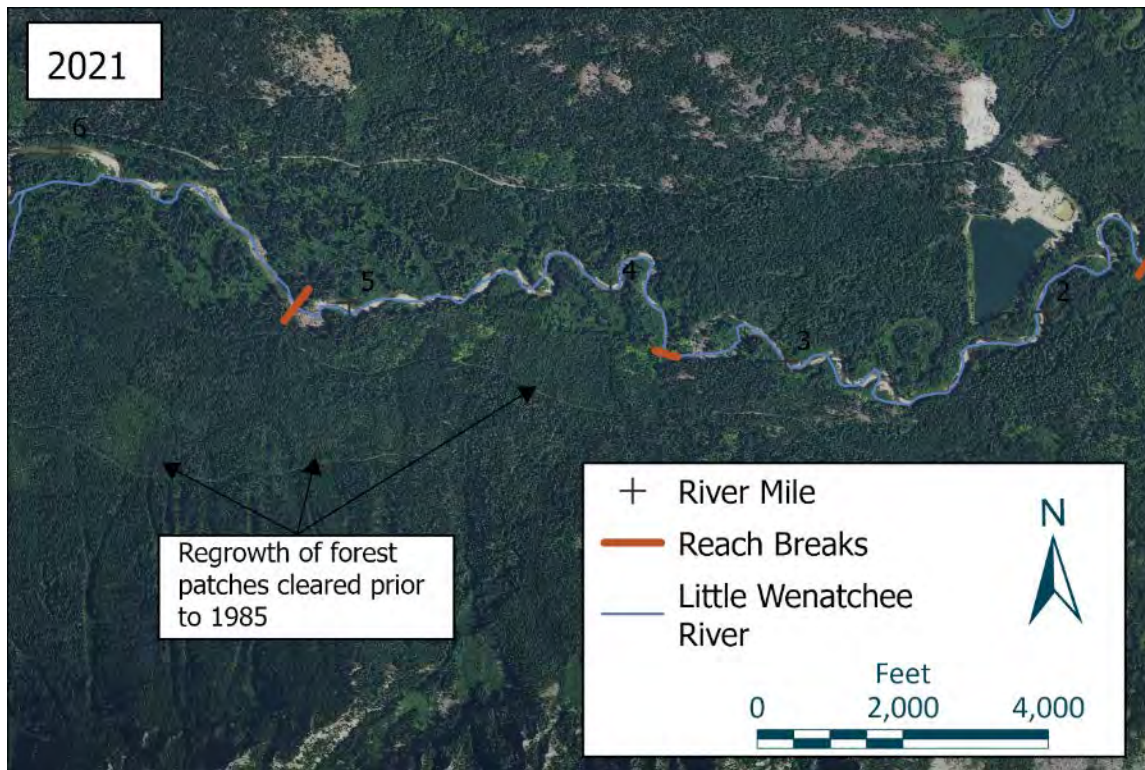 2021
6
5
4
3
2
Regrowth of forest
patches cleared prior
to 1985
River Mile
Reach Breaks
Little Wenatchee
River
N
Feet
0 2,000 4,000